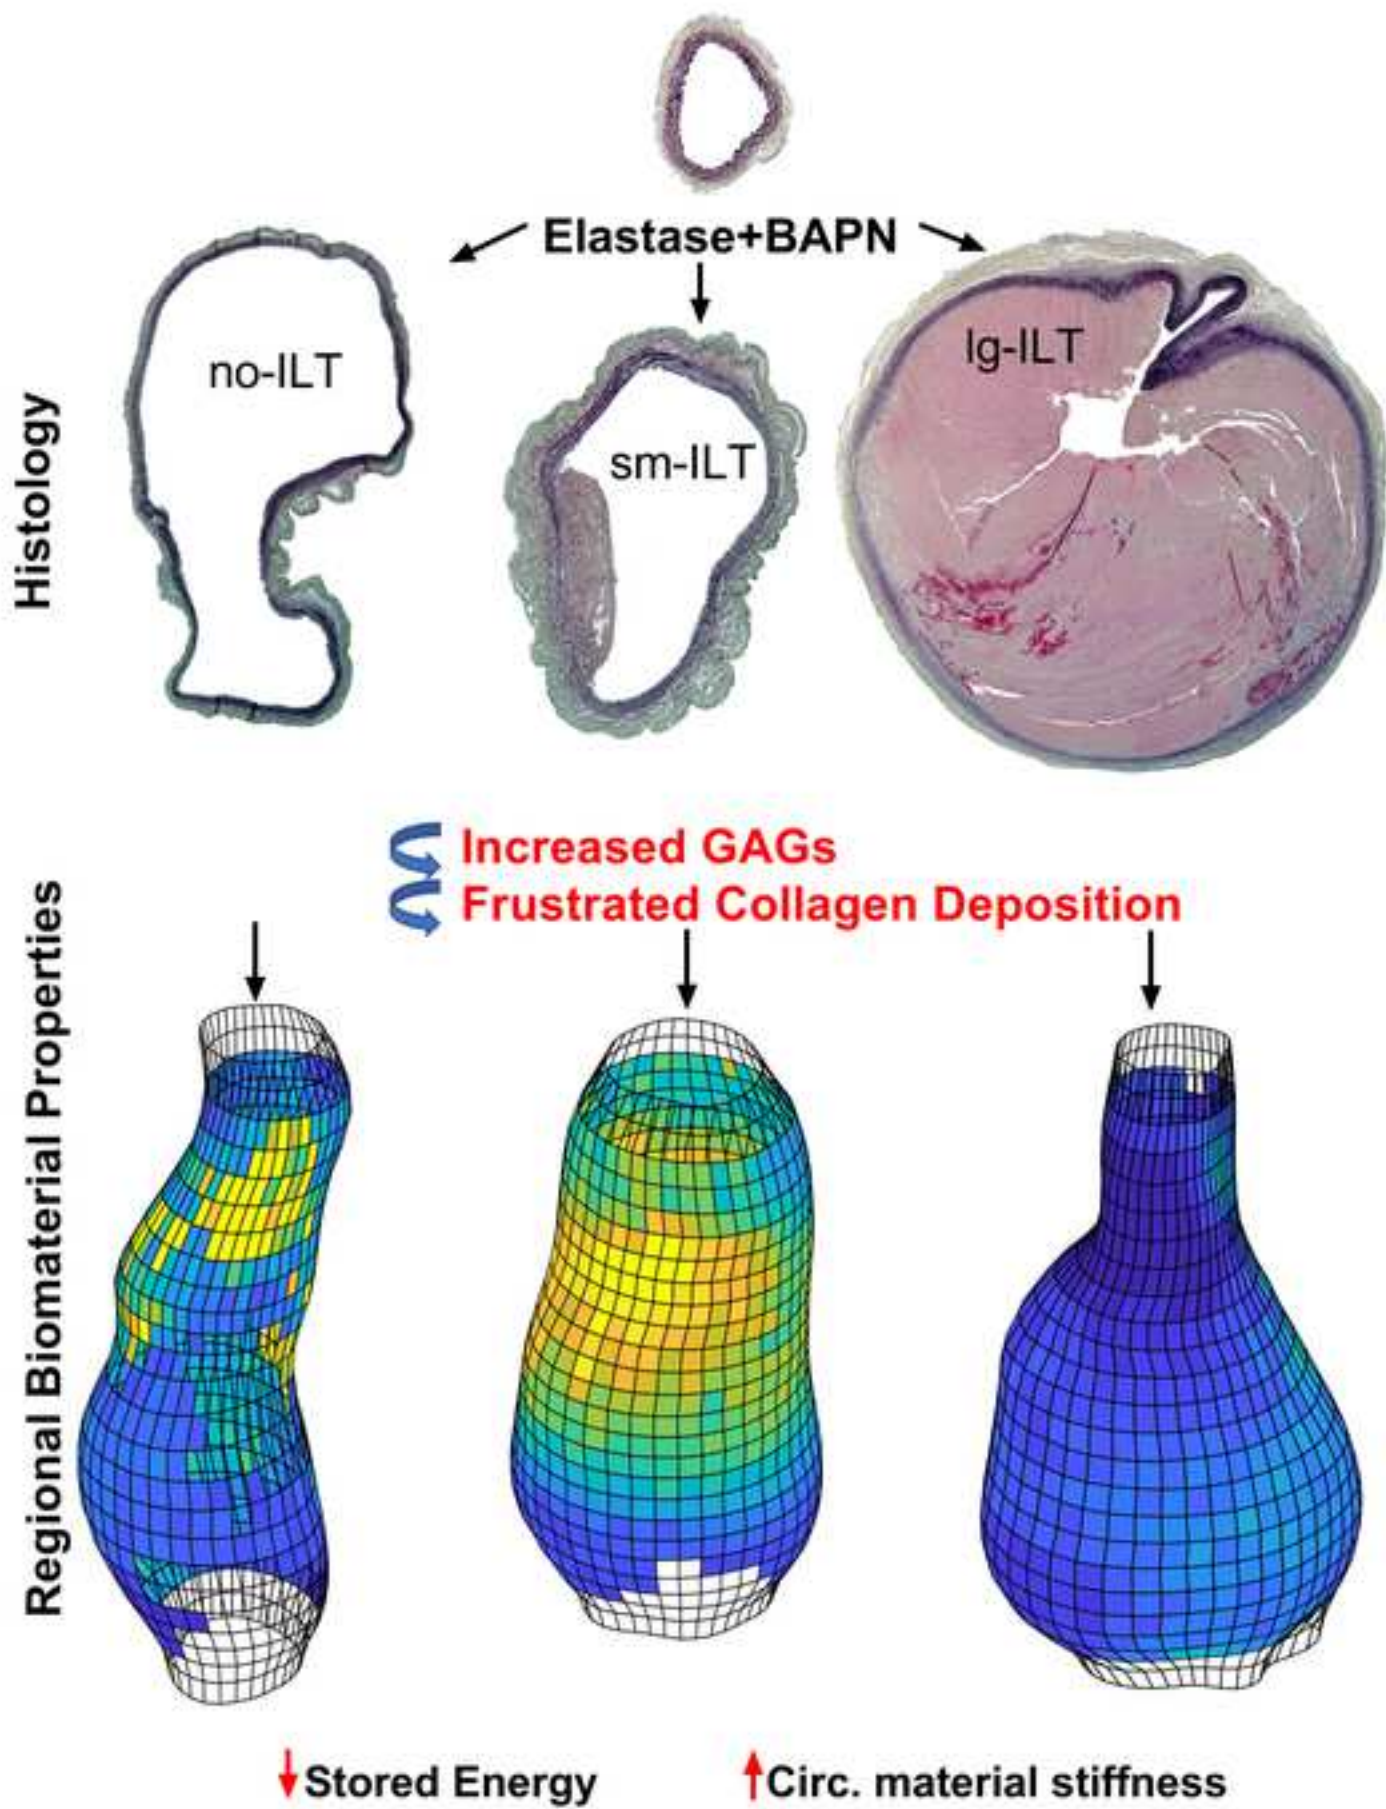 Elastase+BAPN
no-ILT
sm-ILT
lg-ILT
Histology
Increased GAGs
Frustrated Collagen Deposition
Regional Biomaterial Properties
Stored Energy
Circ. material stiffness